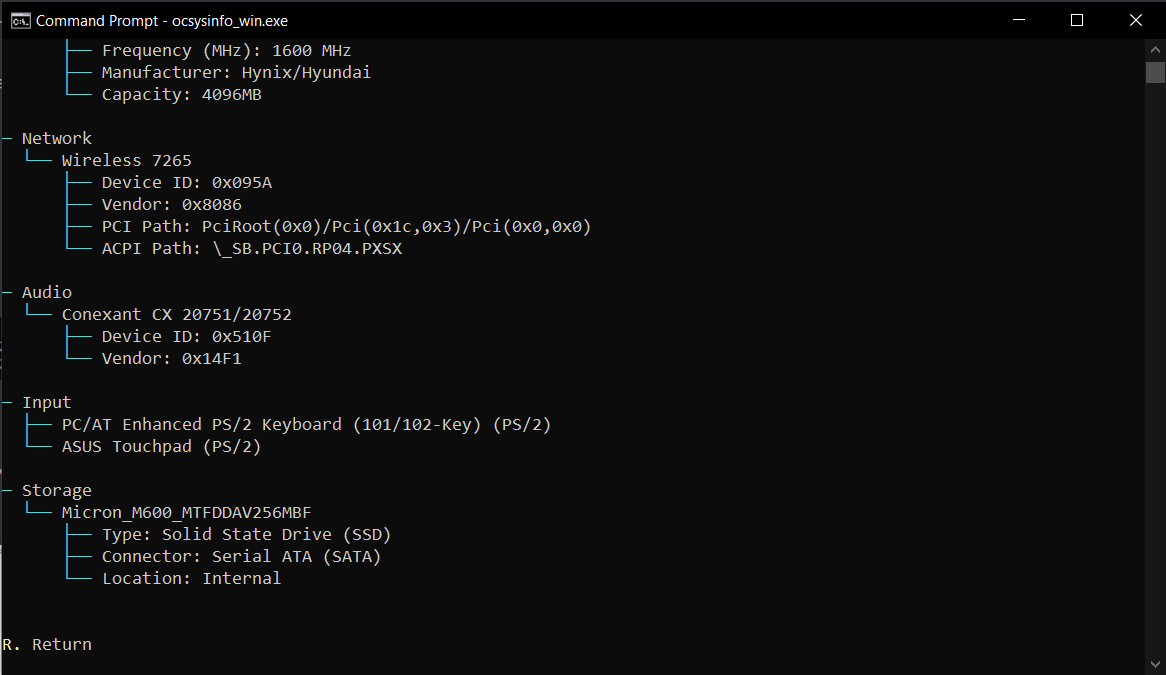 Command Prompt - ocsysinfo_win.exe
Frequency (MHz): 1600 MHz
Manufacturer: Hynix/Hyundai
Capacity: 4096MB
Network
Wireless 7265
Device ID: 0x095A
Vendor: 0x8086
PCI Path: PciRoot(0x0)/Pci(0x1c,0x3)/Pci(0x0,0x0)
ACPI Path: \_SB.PCI0.RP04.PXSX
Audio
Conexant CX 20751/20752
Device ID: 0x510F
Vendor: 0x14F1
Input
PC/AT Enhanced PS/2 Keyboard (101/102-Key) (PS/2)
ASUS Touchpad (PS/2)
Storage
Micron_M600_MTFDDAV256MBF
Type: Solid State Drive (SSD)
Connector: Serial ATA (SATA)
Location: Internal
R. Return